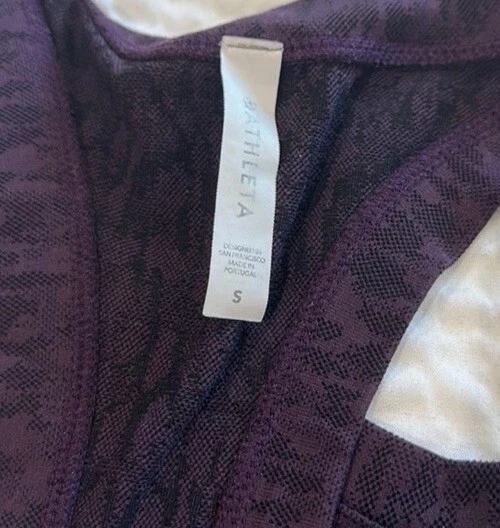 ATHLETA
DESIGNED IN
SAN FRANCISCO
MADE IN
PORTUGAL
S